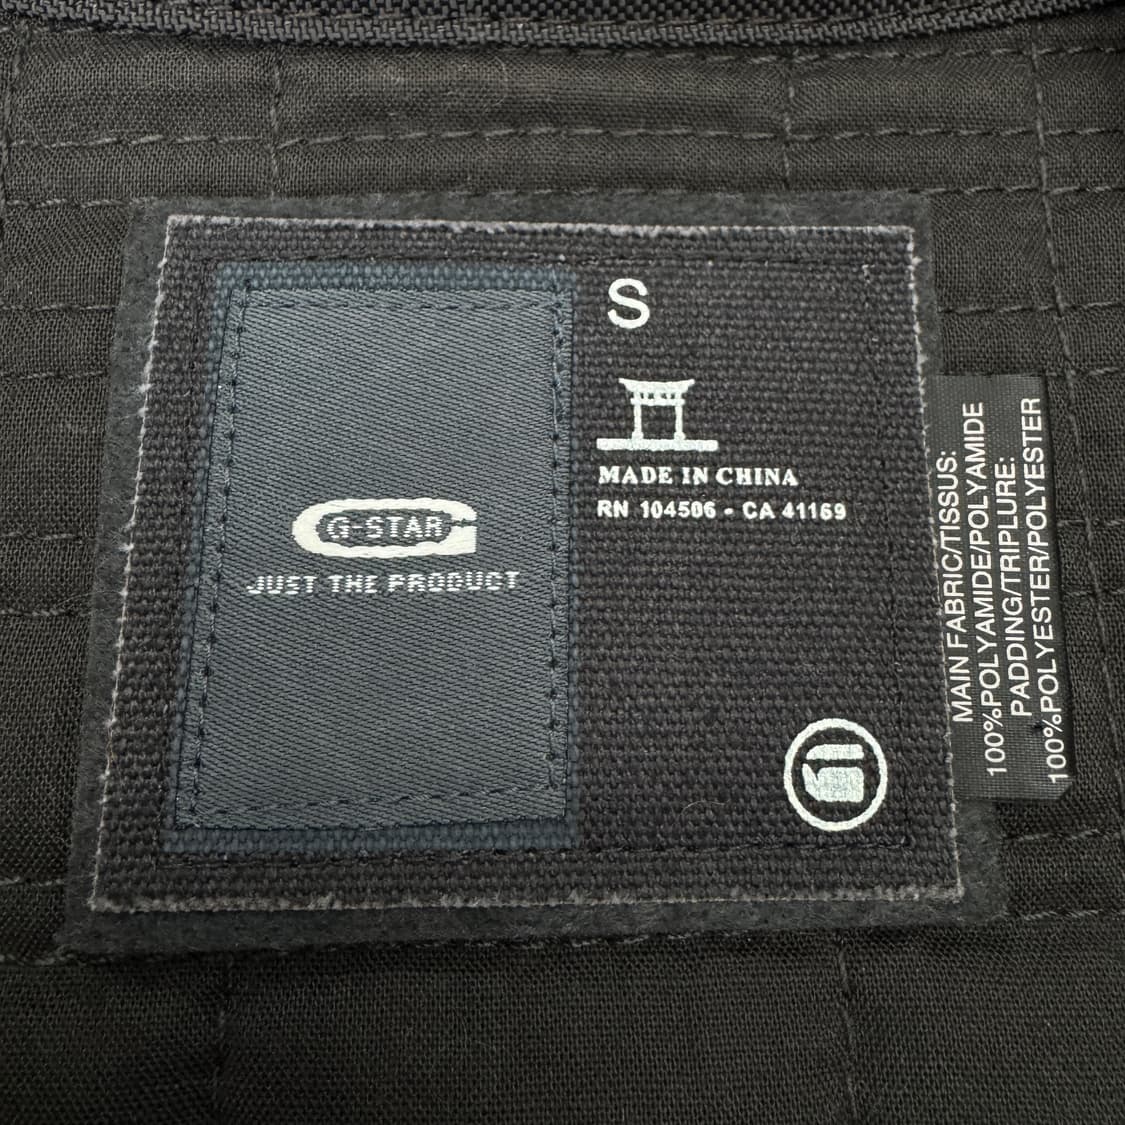 G-STAR
JUST THE PRODUCT
S
MADE IN CHINA
RN 104506 - CA 41169
MAIN FABRIC/TISSUS:
100%POLYAMIDE/POLYAMIDE
PADDING/TRIPLURE:
100%POLYESTER/POLYESTER